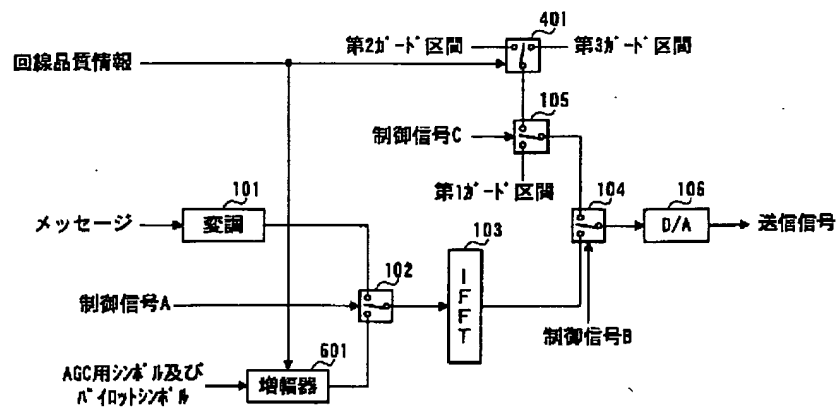 401
第2ガード区間
第3ガード区間
回線品質情報
105
制御信号C
第1ガード区間
101
メッセージ
変調
104
106
D/A
送信信号
103
IFFT
102
制御信号A
制御信号B
601
AGC用シンボル及び
パイロットシンボル
増幅器